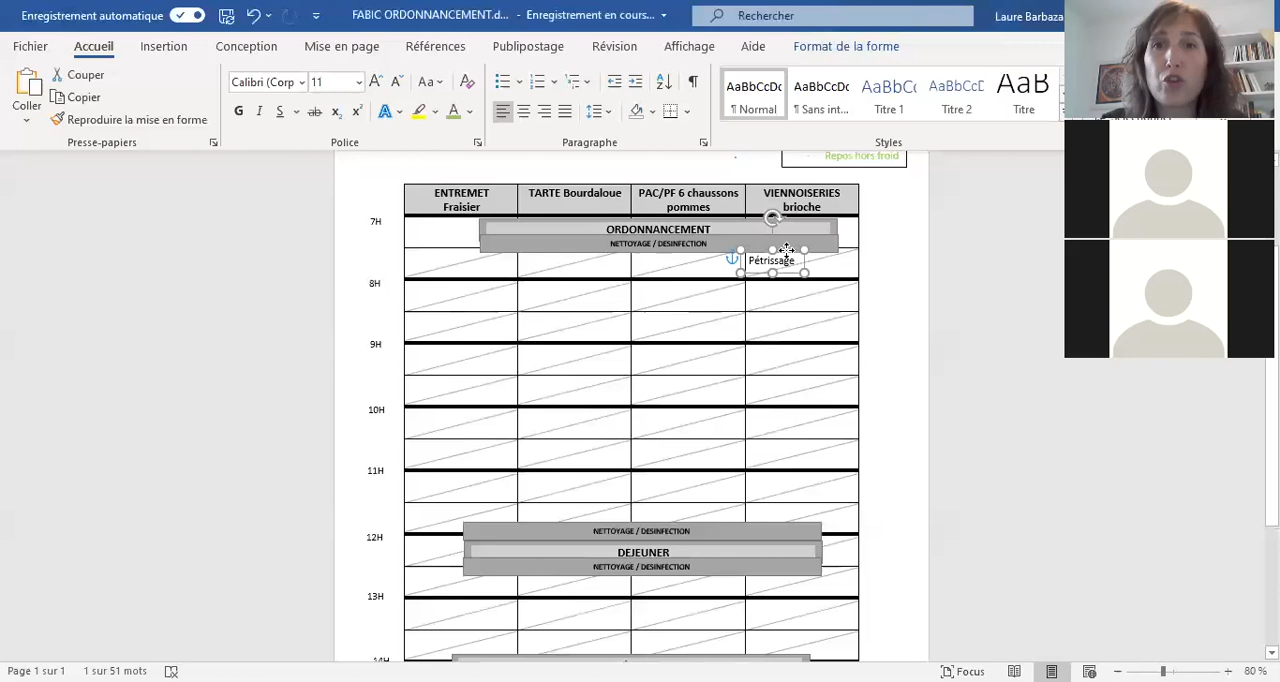 Enregistrement automatique
FABIC ORDONNANCEMENT.d...
Enregistrement en cours...
Rechercher
Laure Barbaza
Fichier
Accueil
Insertion
Conception
Mise en page
Références
Publipostage
Révision
Affichage
Aide
Format de la forme
Coller
Couper
Copier
Reproduire la mise en forme
Presse-papiers
Calibri (Corp
11
Police
Paragraphe
AaBbCcDc
AaBbCcDc
AaBbCc
AaBbCcD
AaB
¶ Normal
¶ Sans int...
Titre 1
Titre 2
Titre
Styles
Repos hors froid
ENTREMET
Fraisier
TARTE Bourdaloue
PAC/PF 6 chaussons
pommes
VIENNOISERIES
brioche
7H
ORDONNANCEMENT
NETTOYAGE / DESINFECTION
Pétrissage
8H
9H
10H
11H
NETTOYAGE / DESINFECTION
12H
DEJEUNER
NETTOYAGE / DESINFECTION
13H
14H
Page 1 sur 1
1 sur 51 mots
Focus
80 %